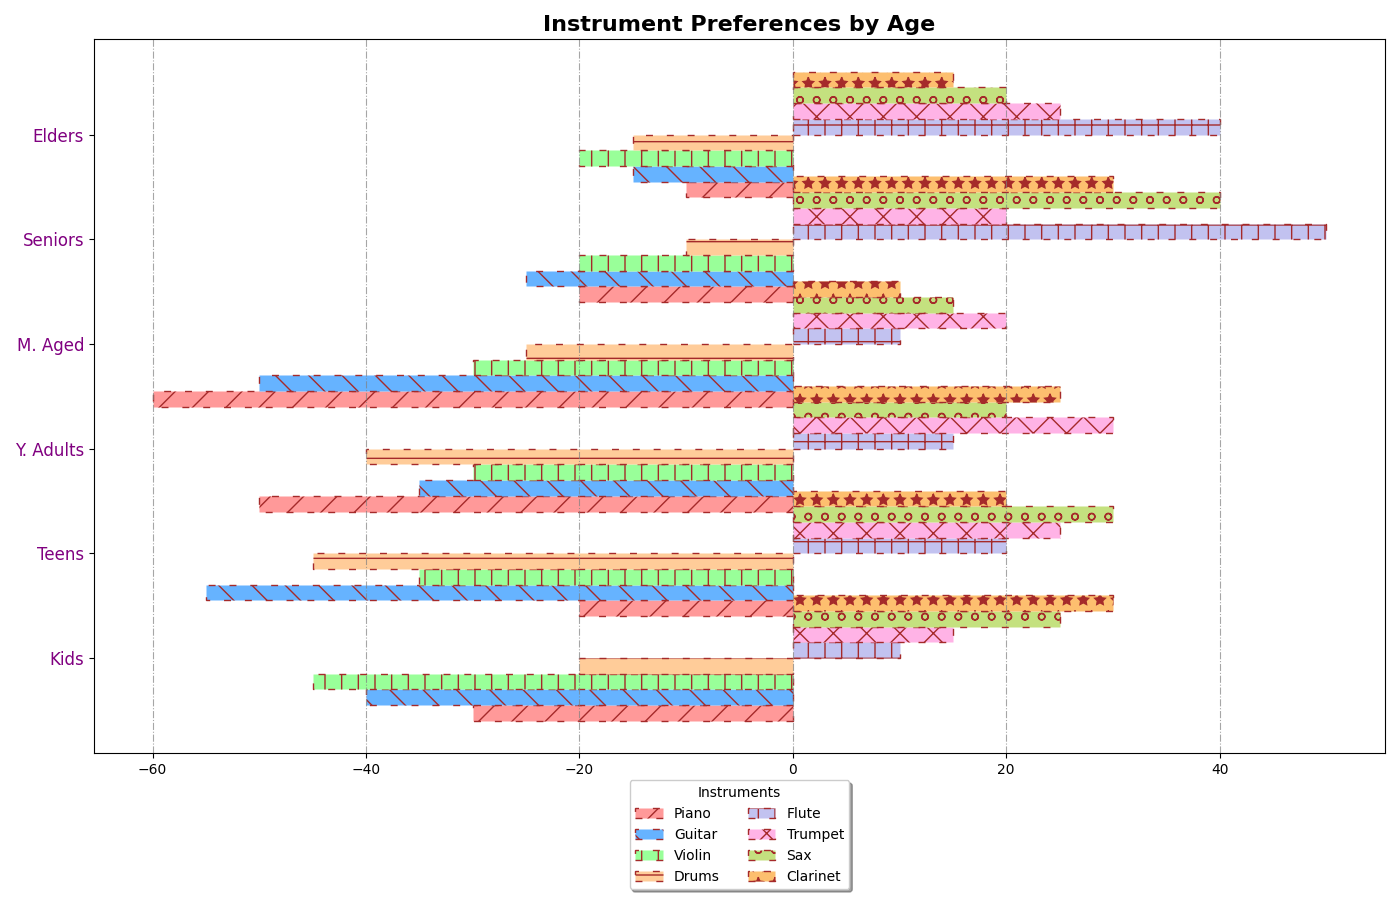 Instrument Preferences by Age
Elders
Seniors
M. Aged
Y. Adults
Teens
Kids
−60 −40 −20 0 20 40
Instruments
Piano Flute
Guitar Trumpet
Violin Sax
Drums Clarinet